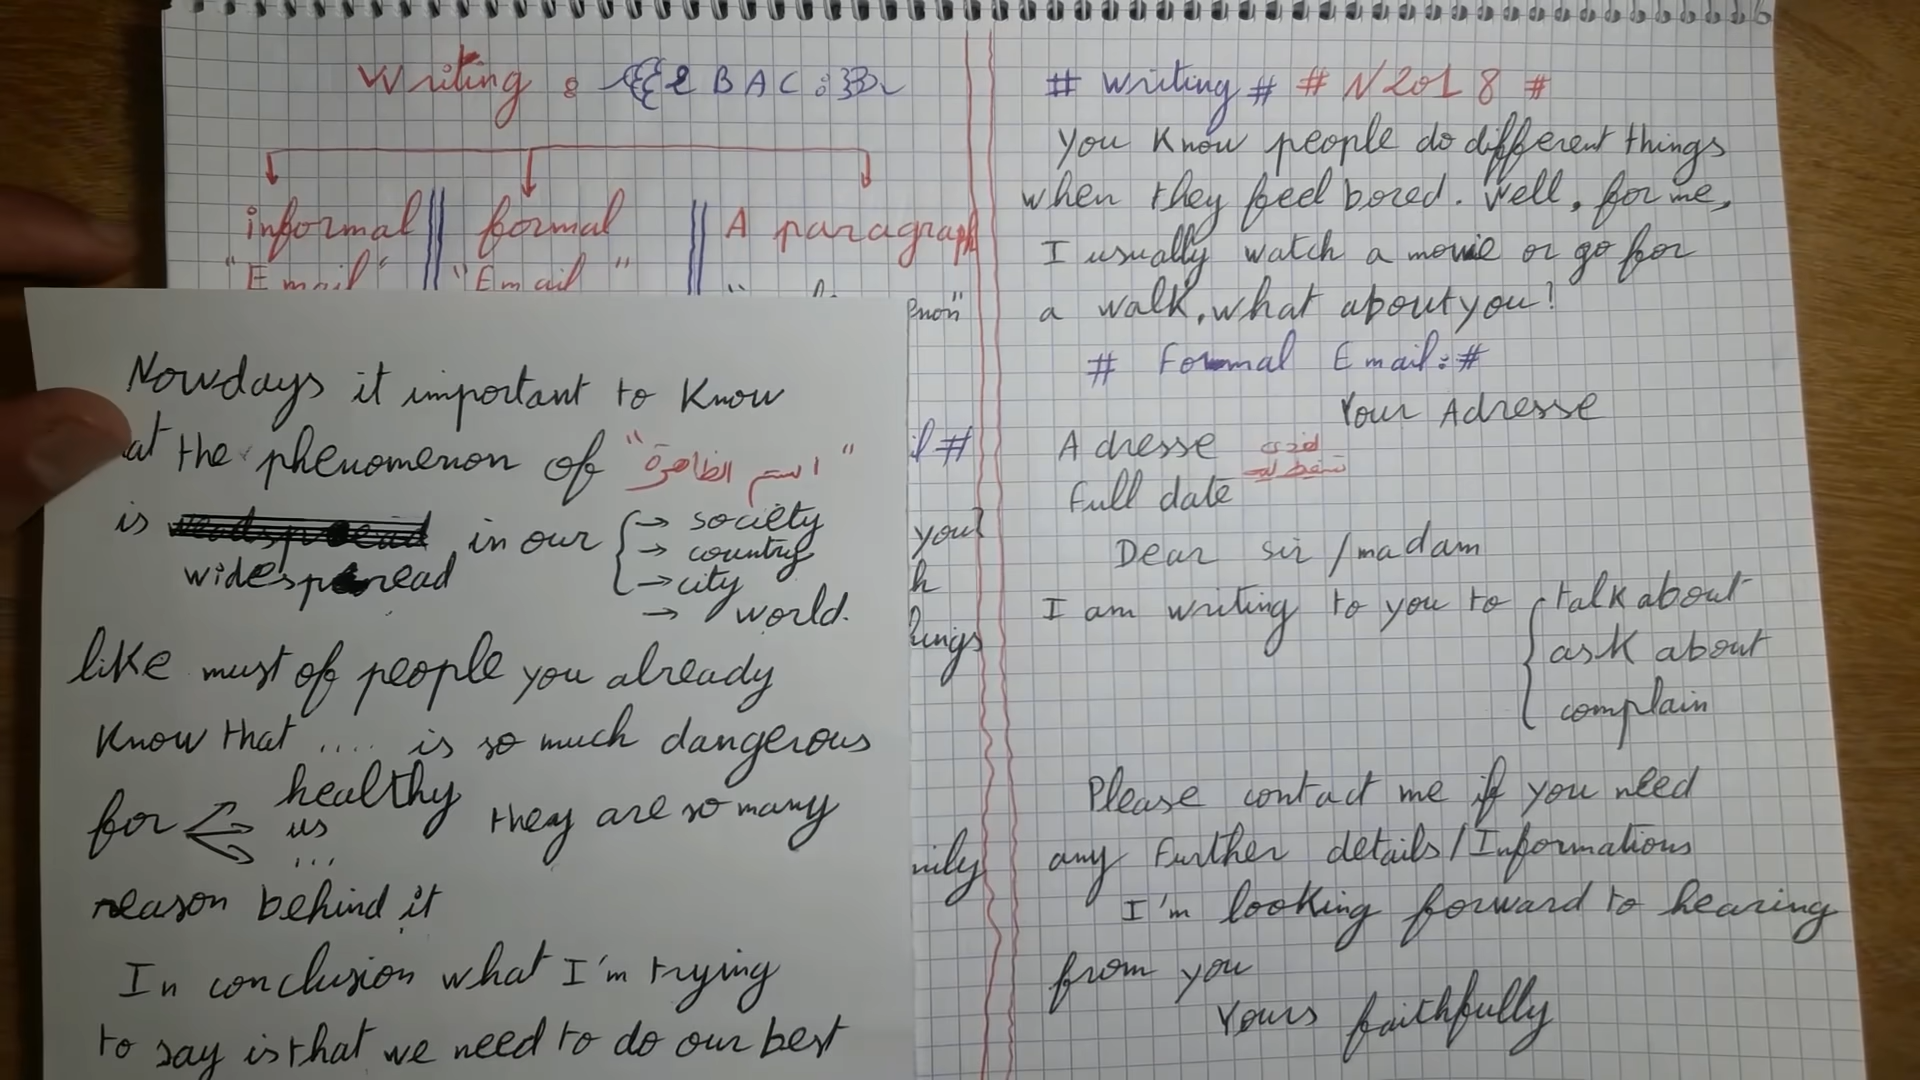 Writing : 2 BAC :
informal
formal
A paragraph
"Email"
"Email"
Nowdays it important to Know
at the phenomenon of "اسم الظاهرة"
is in our
→ society
→ country
→ city
→ world.
widespread
like must of people you already
Know that .... is so much dangerous
for healthy
us
...
they are so many
reason behind it
In conclusion what I'm trying
to say is that we need to do our best
# Writing # # N 2018 #
You Know people do different things
when they feel bored. Well, for me,
I usually watch a movie or go for
a walk, what about you!
# Formal Email: #
Your Adresse
Adresse
Full date
Dear sir / madam
I am writing to you to
talk about
ask about
complain
Please contact me if you need
any Further details / Informations
I'm looking forward to hearing
from you
Yours faithfully